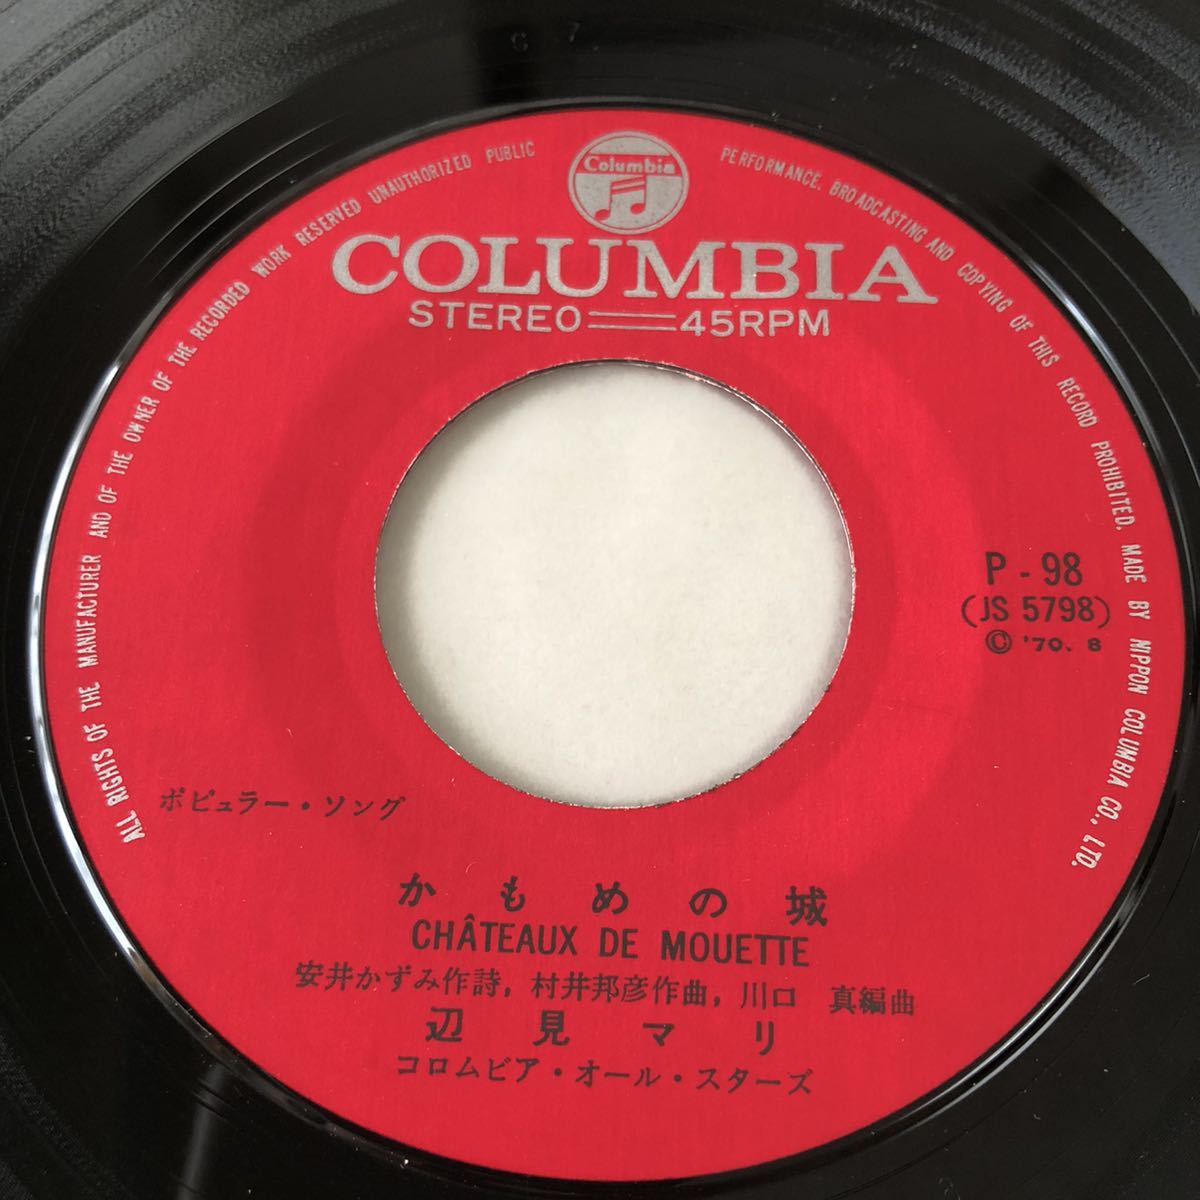 ALL RIGHTS OF THE MANUFACTURER AND OF THE OWNER OF THE RECORDED WORK RESERVED UNAUTHORIZED PUBLIC PERFORMANCE. BROADCASTING AND COPYING OF THIS RECORD PROHIBITED. MADE BY NIPPON COLUMBIA CO., LTD.
Columbia
COLUMBIA
STEREO 45RPM
P-98
(JS 5798)
© '70. 8
ポピュラー・ソング
かもめの城
CHÂTEAUX DE MOUETTE
安井かずみ作詩, 村井邦彦作曲, 川口 真編曲
辺見マリ
コロムビア・オール・スターズ